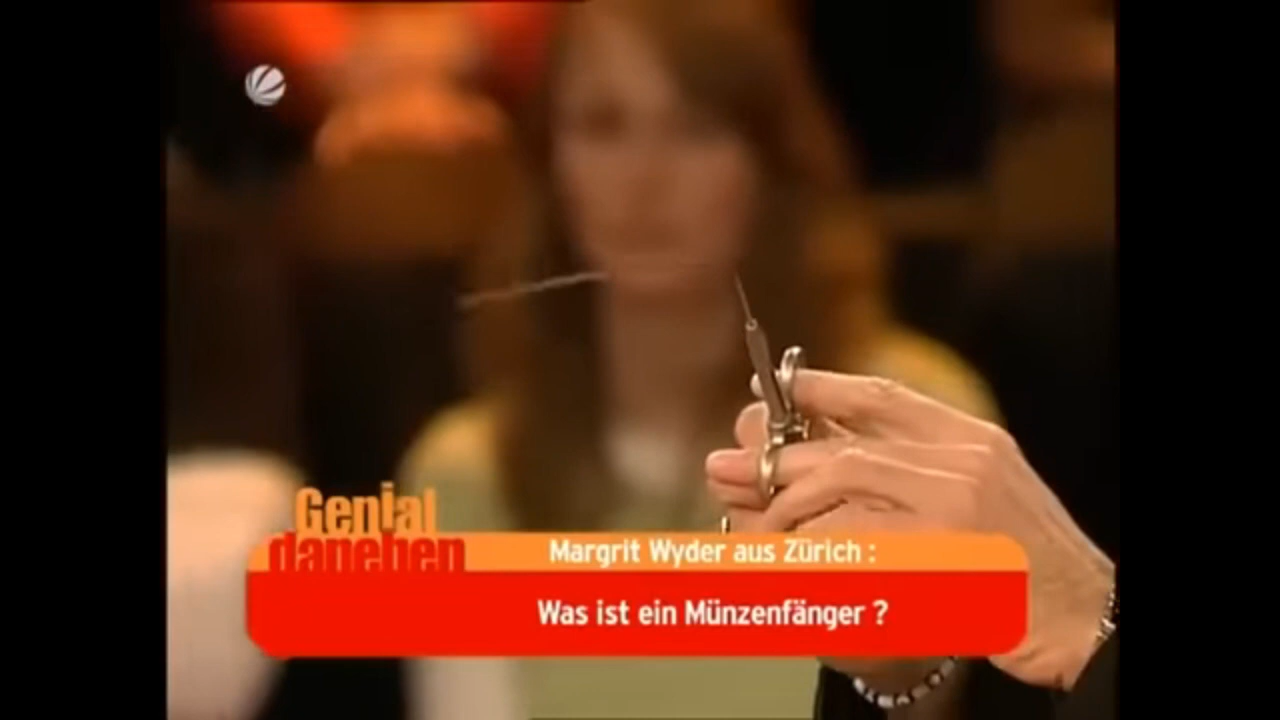 Genial
daneben
Margrit Wyder aus Zürich :
Was ist ein Münzenfänger ?